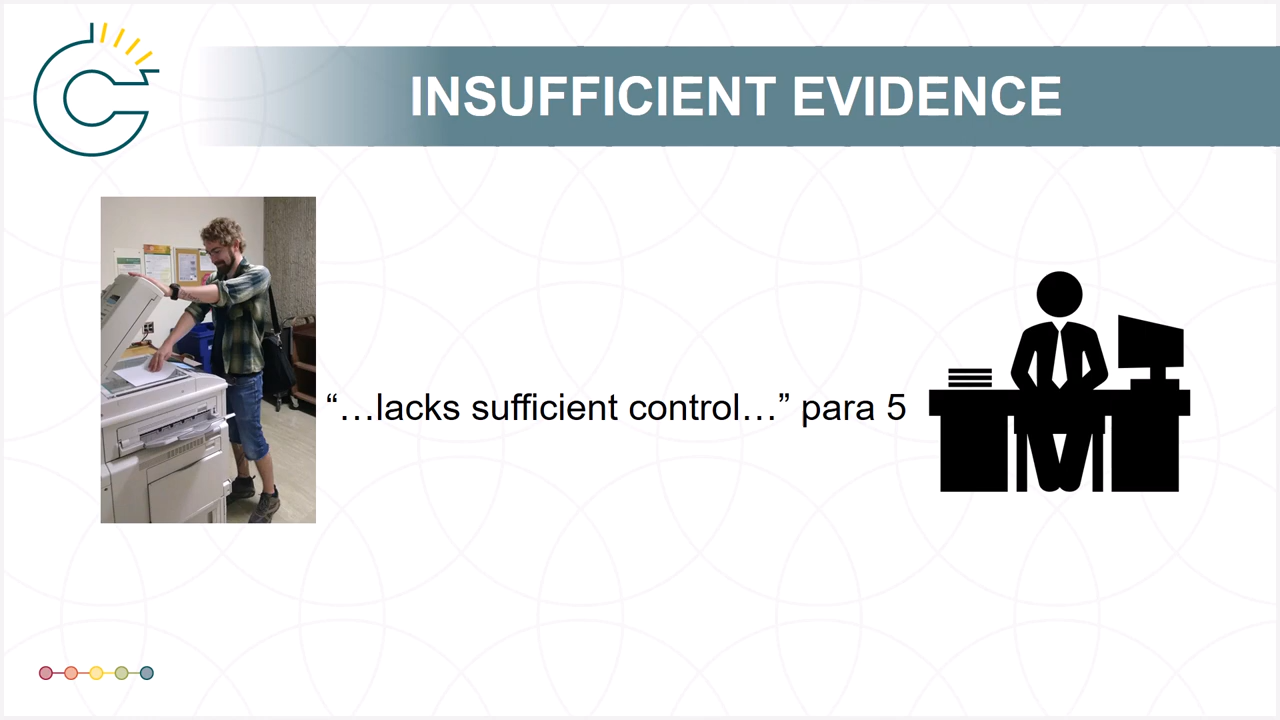 INSUFFICIENT EVIDENCE
“…lacks sufficient control…” para 5